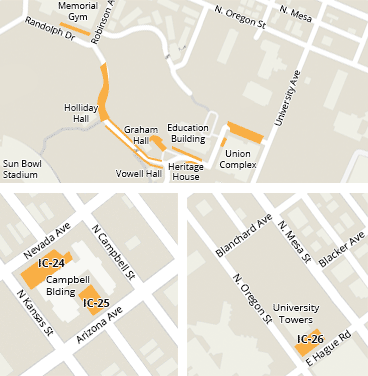 Memorial
Gym
Randolph Dr
Robinson A
N. Oregon St
N. Mesa
University Ave
Holliday
Hall
Graham
Hall
Education
Building
Union
Complex
Heritage
House
Vowell Hall
Sun Bowl
Stadium
Nevada Ave
N Campbell St
IC-24
Campbell
Blding
IC-25
N Kansas St
Arizona Ave
Blanchard Ave
N. Mesa St
Blacker Ave
N. Oregon St
University
Towers
IC-26
E Hague Rd